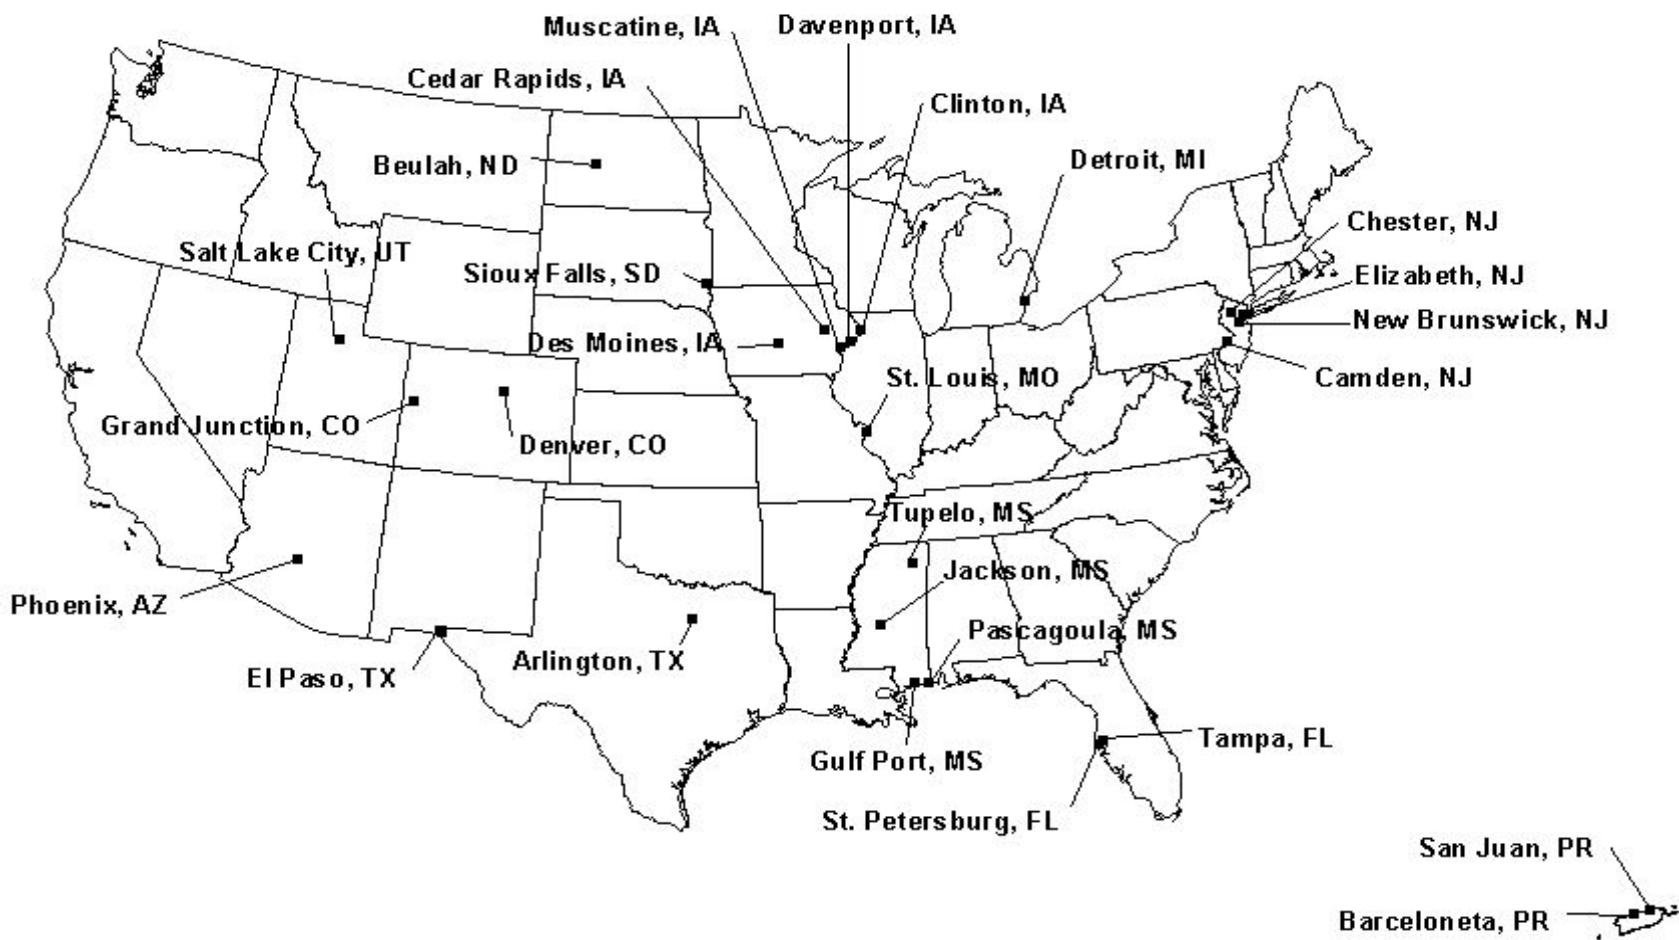 Muscatine, IA
Davenport, IA
Cedar Rapids, IA
Clinton, IA
Beulah, ND
Detroit, MI
Chester, NJ
Salt Lake City, UT
Sioux Falls, SD
Elizabeth, NJ
New Brunswick, NJ
Des Moines, IA
St. Louis, MO
Camden, NJ
Grand Junction, CO
Denver, CO
Tupelo, MS
Jackson, MS
Phoenix, AZ
Pascagoula, MS
Arlington, TX
El Paso, TX
Tampa, FL
Gulf Port, MS
St. Petersburg, FL
San Juan, PR
Barceloneta, PR